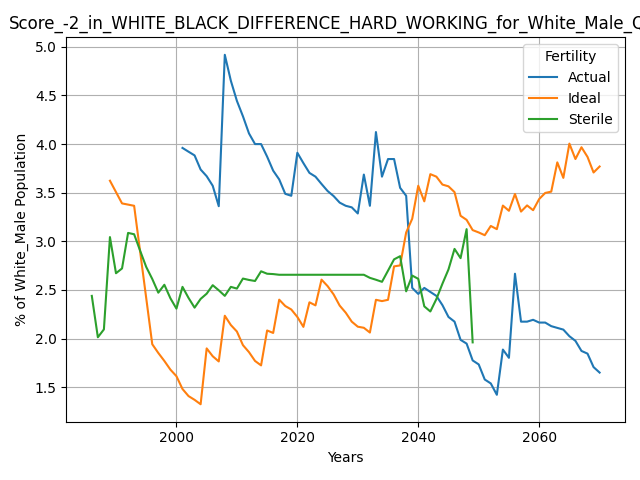 Score_-2_in_WHITE_BLACK_DIFFERENCE_HARD_WORKING_for_White_Male_
Fertility
Actual
Ideal
Sterile
% of White_Male Population
5.0
4.5
4.0
3.5
3.0
2.5
2.0
1.5
2000
2020
2040
2060
Years